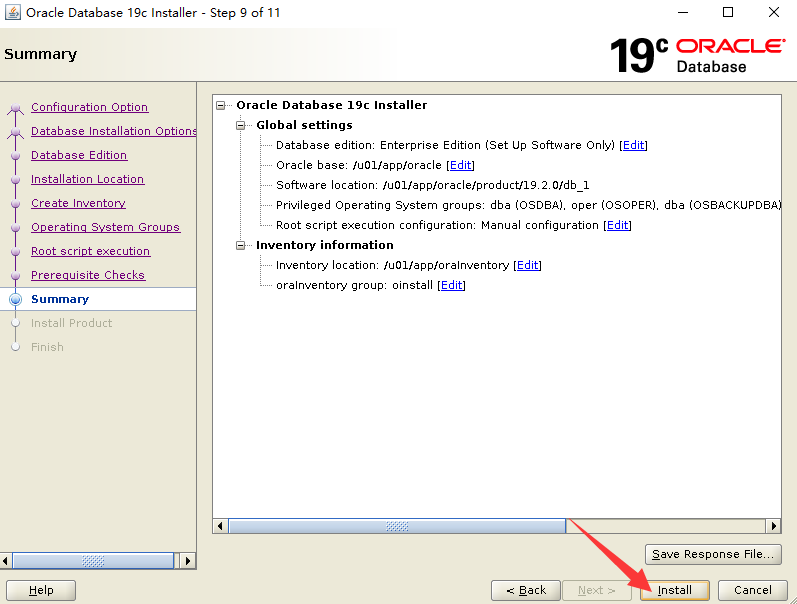 Oracle Database 19c Installer - Step 9 of 11
Summary
19c ORACLE
Database
Configuration Option
Database Installation Options
Database Edition
Installation Location
Create Inventory
Operating System Groups
Root script execution
Prerequisite Checks
Summary
Install Product
Finish
Oracle Database 19c Installer
Global settings
Database edition: Enterprise Edition (Set Up Software Only) [Edit]
Oracle base: /u01/app/oracle [Edit]
Software location: /u01/app/oracle/product/19.2.0/db_1
Privileged Operating System groups: dba (OSDBA), oper (OSOPER), dba (OSBACKUPDBA)
Root script execution configuration: Manual configuration [Edit]
Inventory information
Inventory location: /u01/app/oraInventory [Edit]
oraInventory group: oinstall [Edit]
Save Response File...
Help
< Back
Next >
Install
Cancel